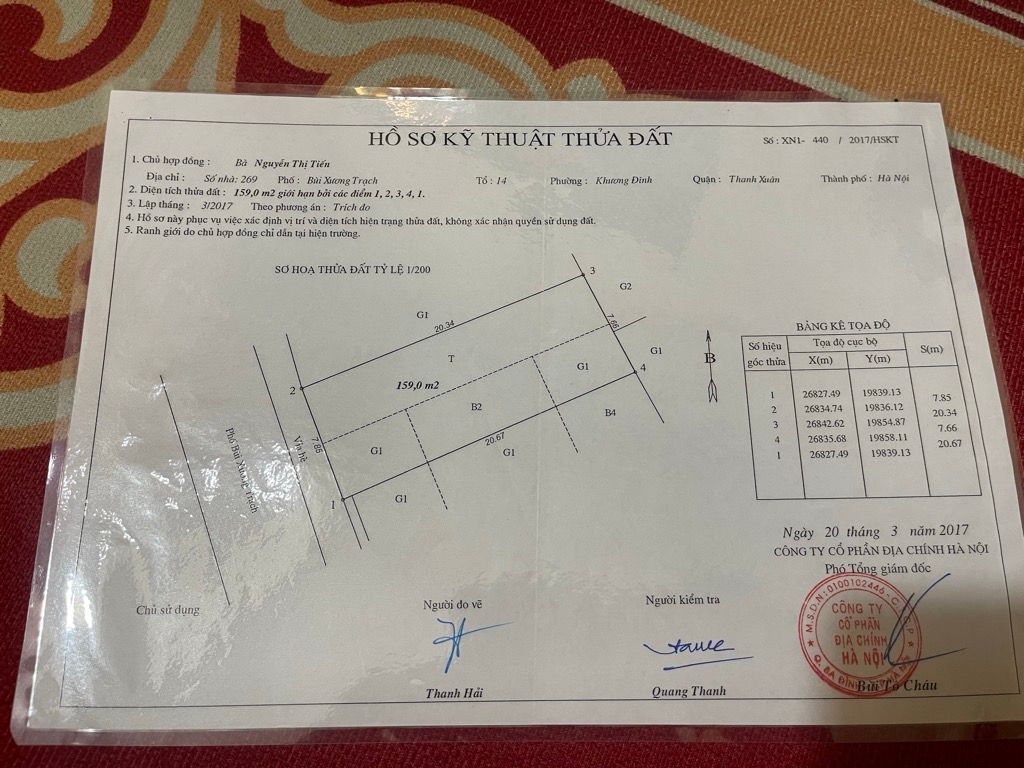 HỒ SƠ KỸ THUẬT THỬA ĐẤT
Số : XN1- 440 / 2017/HSKT
1. Chủ hợp đồng : Bà Nguyễn Thị Tiến
Địa chỉ : Số nhà: 269 Phố : Bùi Xương Trạch Tổ : 14 Phường : Khương Đình Quận : Thanh Xuân Thành phố : Hà Nội
2. Diện tích thửa đất : 159,0 m2 giới hạn bởi các điểm 1, 2, 3, 4, 1.
3. Lập tháng : 3/2017 Theo phương án : Trích đo
4. Hồ sơ này phục vụ việc xác định vị trí và diện tích hiện trạng thửa đất, không xác nhận quyền sử dụng đất.
5. Ranh giới do chủ hợp đồng chỉ dẫn tại hiện trường.
SƠ HOẠ THỬA ĐẤT TỶ LỆ 1/200
3
G2
G1
20.34
7.66
T
G1
B
G1
4
2
159,0 m2
B2
B4
7.86
Vỉa hè
Phố Bùi Xương Trạch
G1
20.67
G1
G1
1
BẢNG KÊ TỌA ĐỘ
Số hiệu góc thửa Tọa độ cục bộ S(m)
X(m) Y(m)
1 26827.49 19839.13
7.85
2 26834.74 19836.12
20.34
3 26842.62 19854.87
7.66
4 26835.68 19858.11
20.67
1 26827.49 19839.13
Ngày 20 tháng 3 năm 2017
CÔNG TY CỔ PHẦN ĐỊA CHÍNH HÀ NỘI
Phó Tổng giám đốc
Chủ sử dụng
Người đo vẽ
Người kiểm tra
M.S.D.N: 0100102446
CÔNG TY
CỔ PHẦN
ĐỊA CHÍNH
HÀ NỘI
Q. BA ĐÌNH
Thanh Hải
Quang Thanh
Bùi Tố Châu